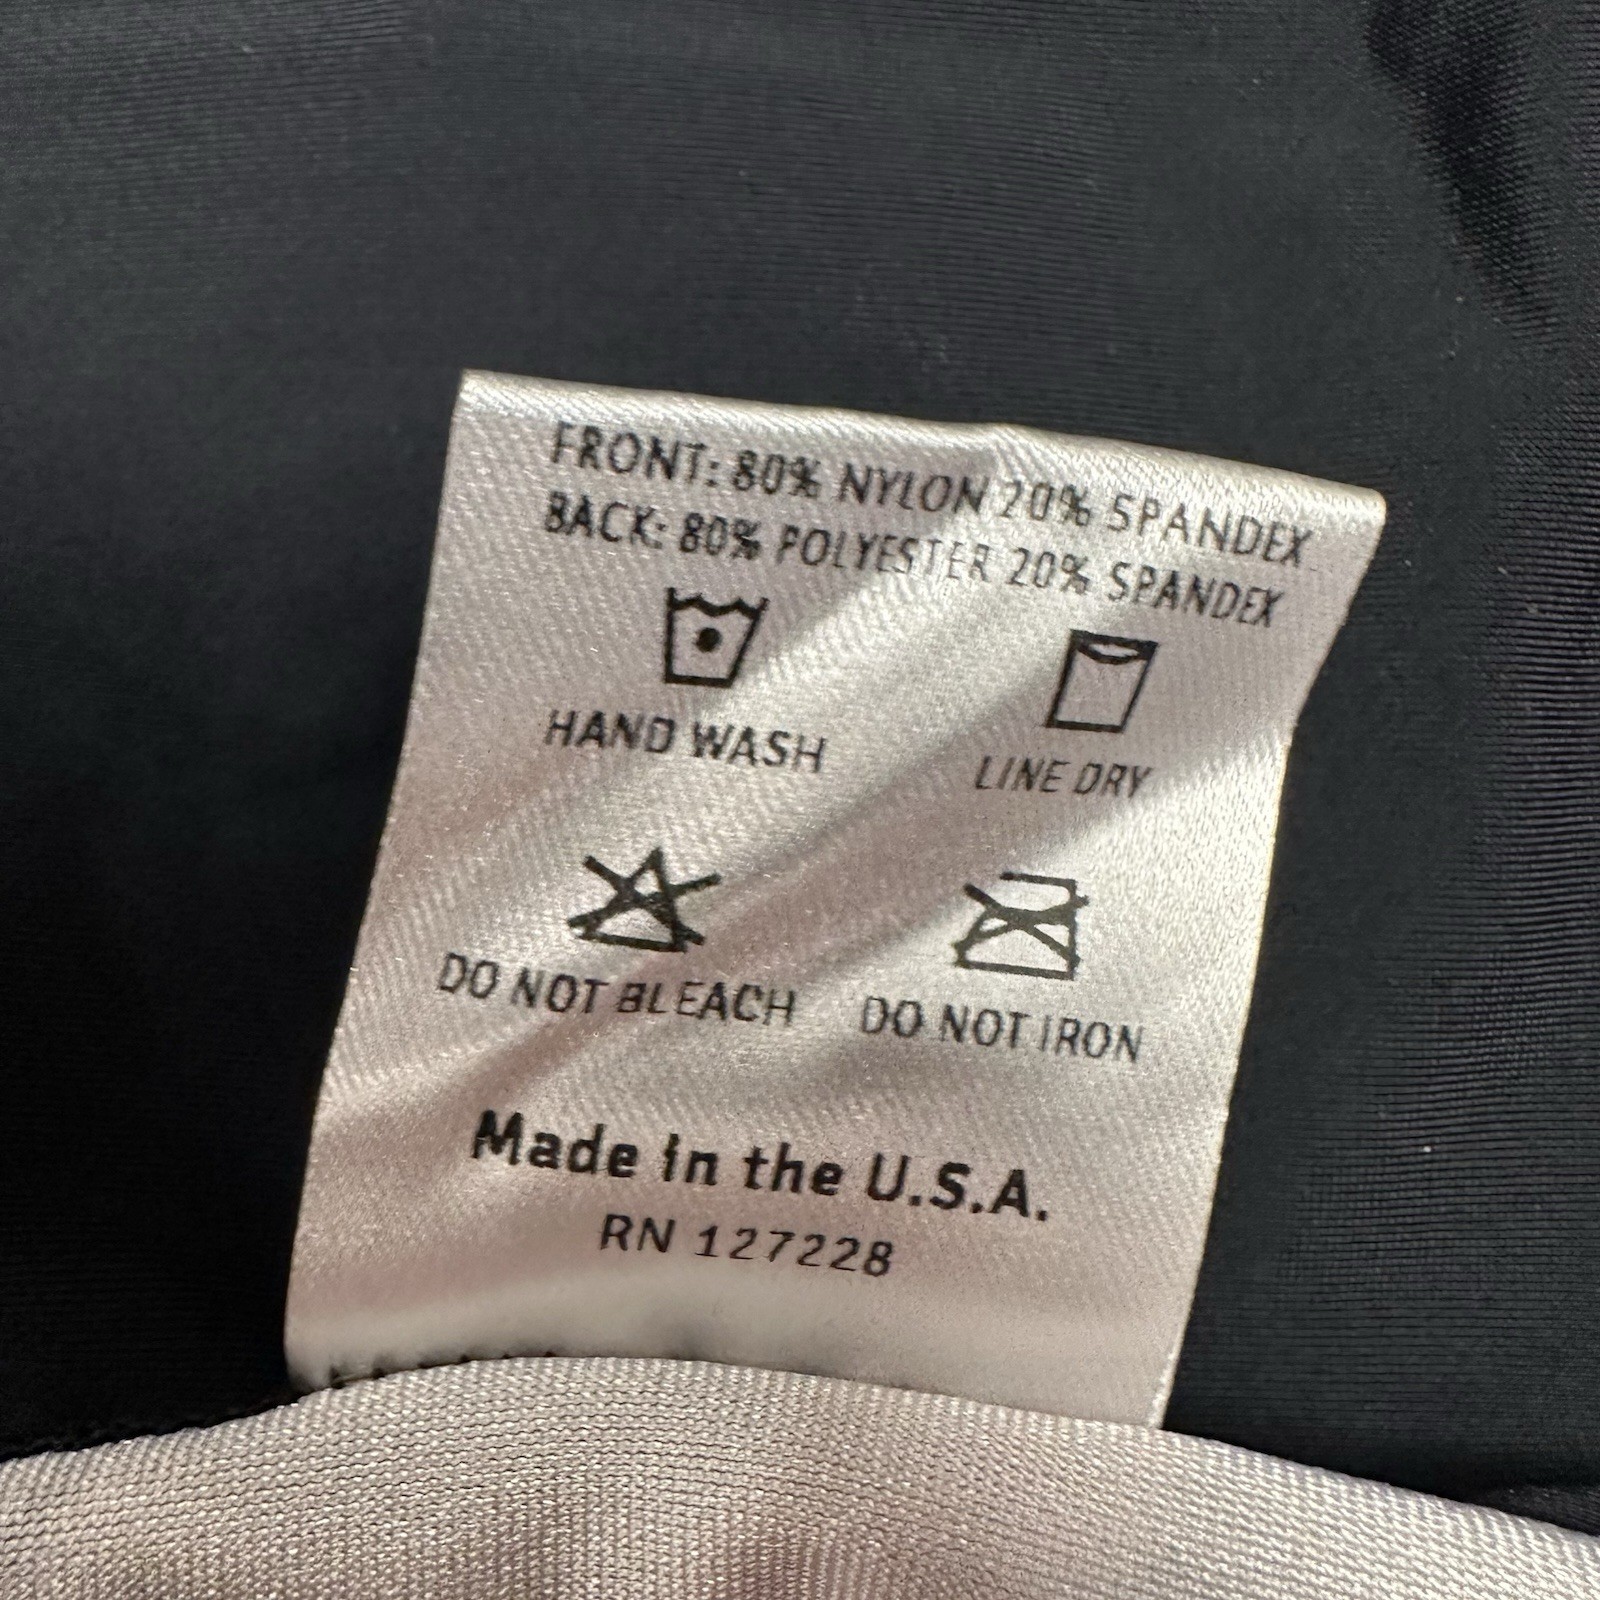 FRONT: 80% NYLON 20% SPANDEX
BACK: 80% POLYESTER 20% SPANDEX
HAND WASH
LINE DRY
DO NOT BLEACH
DO NOT IRON
Made in the U.S.A.
RN 127228